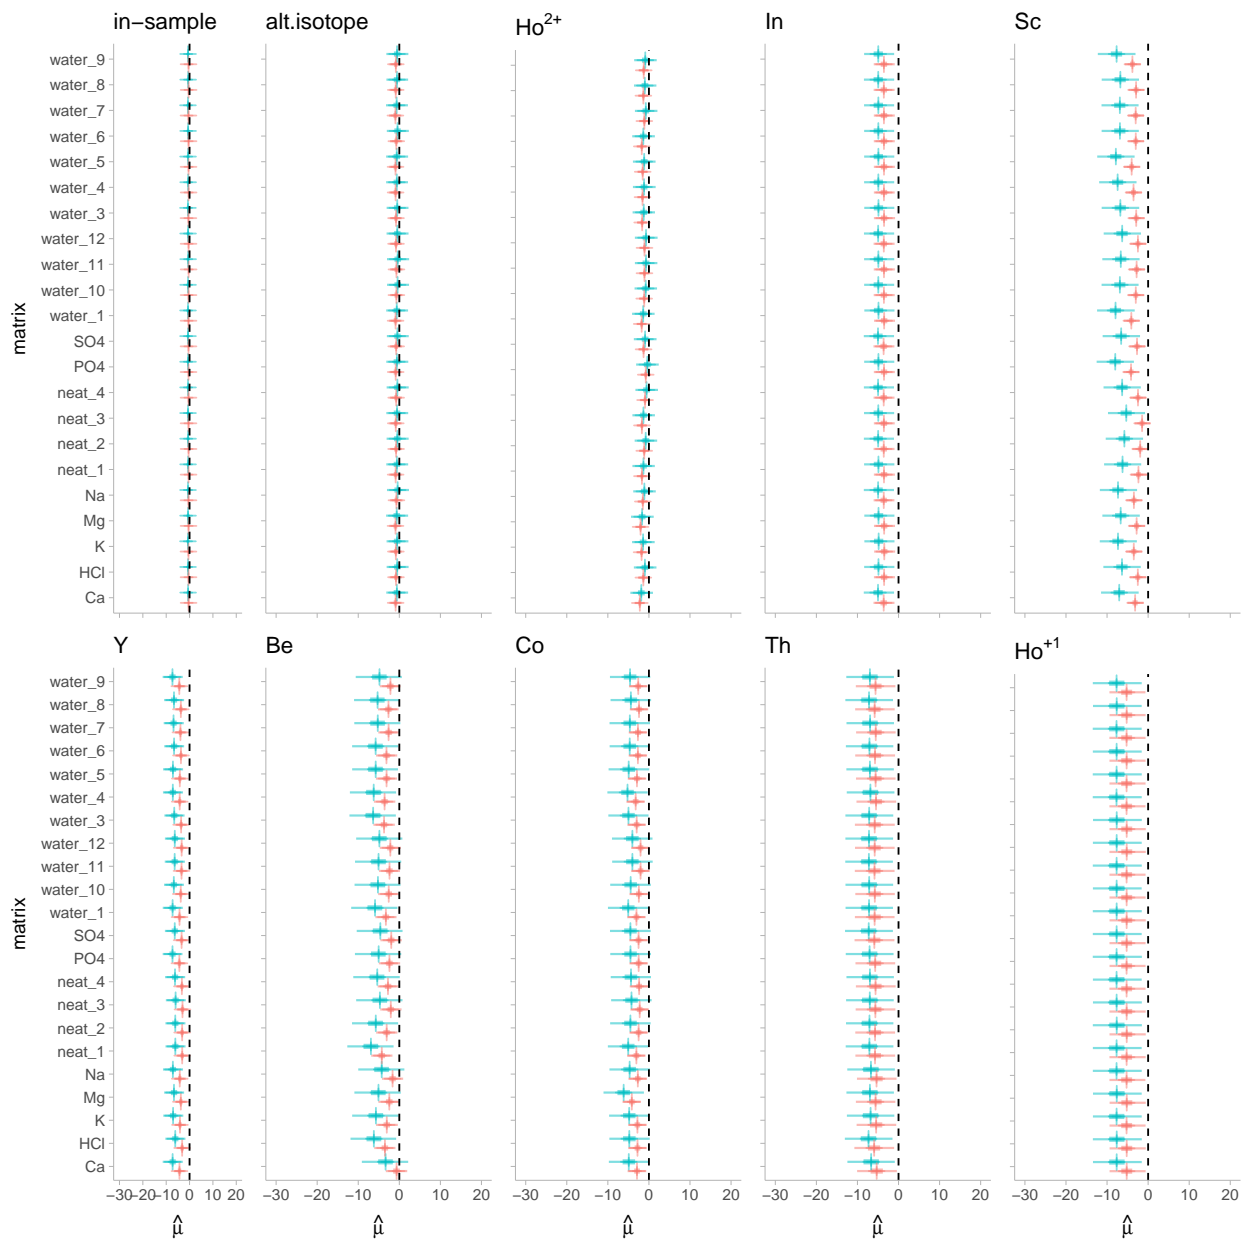 in−sample
alt.isotope
Ho2+
In
Sc
matrix
water_9
water_8
water_7
water_6
water_5
water_4
water_3
water_12
water_11
water_10
water_1
SO4
PO4
neat_4
neat_3
neat_2
neat_1
Na
Mg
K
HCl
Ca
Y
Be
Co
Th
Ho+1
matrix
water_9
water_8
water_7
water_6
water_5
water_4
water_3
water_12
water_11
water_10
water_1
SO4
PO4
neat_4
neat_3
neat_2
neat_1
Na
Mg
K
HCl
Ca
−30−20 −10 0 10 20
−30 −20 −10 0 10 20
−30 −20 −10 0 10 20
−30 −20 −10 0 10 20
−30 −20 −10 0 10 20
μ̂
μ̂
μ̂
μ̂
μ̂